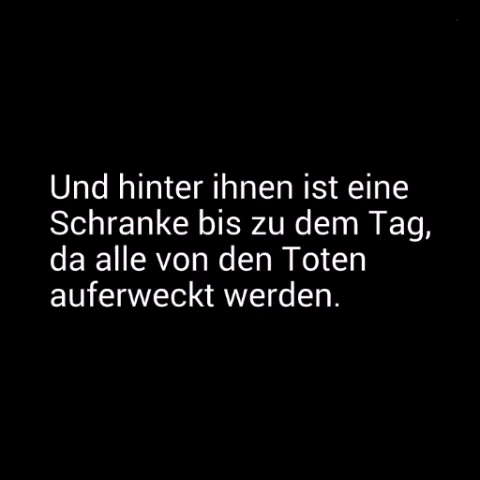 Und hinter ihnen ist eine
Schranke bis zu dem Tag,
da alle von den Toten
auferweckt werden.